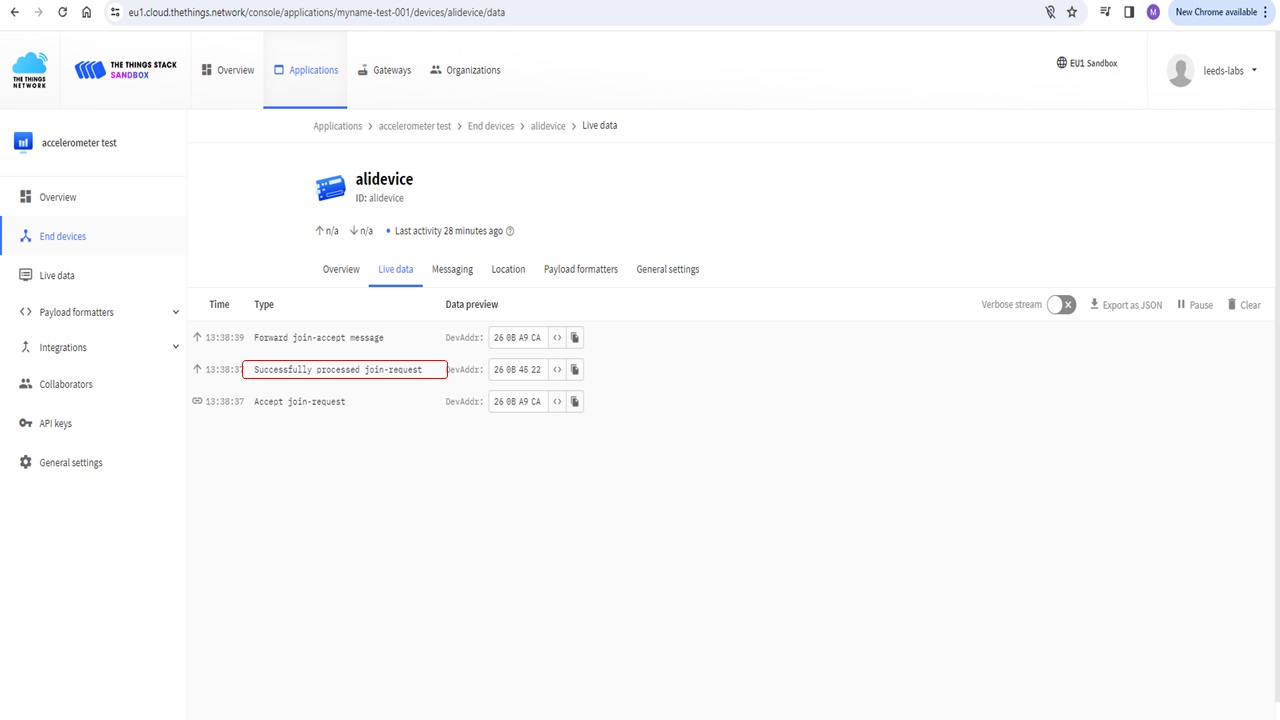 eu1.cloud.thethings.network/console/applications/myname-test-001/devices/alidevice/data
M
New Chrome available
THE THINGS NETWORK
THE THINGS STACK
SANDBOX
Overview
Applications
Gateways
Organizations
EU1 Sandbox
leeds-labs
accelerometer test
Overview
End devices
Live data
Payload formatters
Integrations
Collaborators
API keys
General settings
Applications > accelerometer test > End devices > alidevice > Live data
alidevice
ID: alidevice
↑ n/a ↓ n/a • Last activity 28 minutes ago
Overview Live data Messaging Location Payload formatters General settings
Time Type Data preview Verbose stream Export as JSON Pause Clear
13:38:39 Forward join-accept message DevAddr: 26 0B A9 CA <>
13:38:37 Successfully processed join-request DevAddr: 26 0B 45 22 <>
13:38:37 Accept join-request DevAddr: 26 0B A9 CA <>